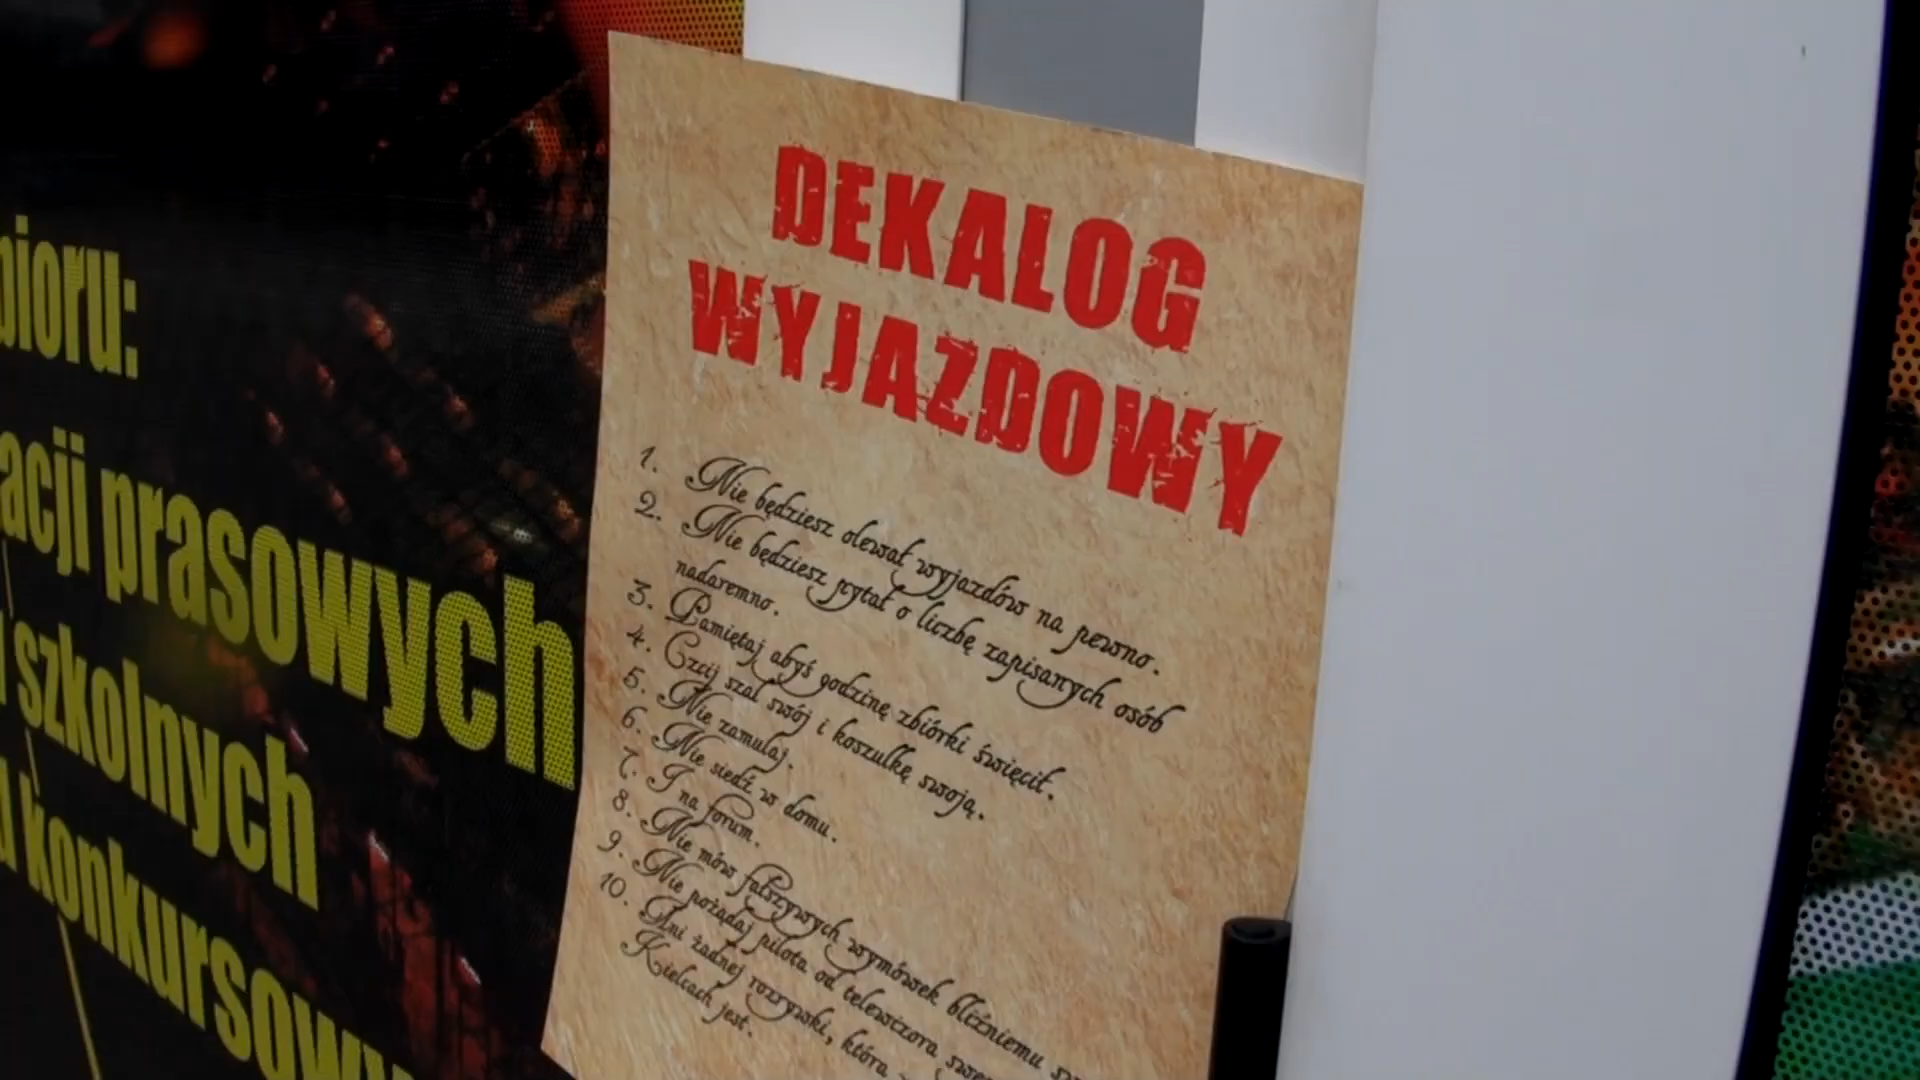 bioru:
acji prasowych
szkolnych
konkursowy
DEKALOG
WYJAZDOWY
1. Nie będziesz olewał wyjazdów na pewno.
2. Nie będziesz pytał o liczbę zapisanych osób
nadaremno.
3. Pamiętaj abyś godzinę zbiórki święcił.
4. Czcij szal swój i koszulkę swoją.
5. Nie zamulaj.
6. Nie siedź w domu.
7. I na forum.
8. Nie mów fałszywych wymówek bliźniemu
9. Nie pożądaj pilota od telewizora
10. Ani żadnej rozrywki, która
Kielcach jest.